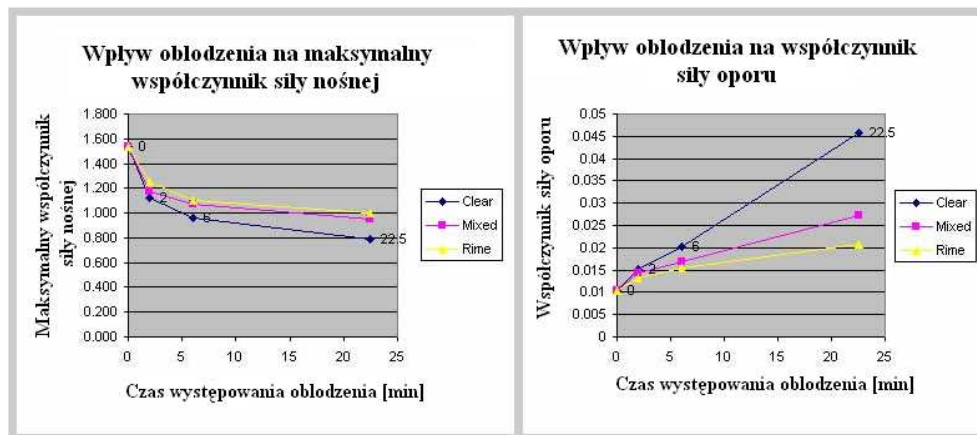 Wpływ oblodzenia na maksymalny
współczynnik siły nośnej
Maksymalny współczynnik
siły nośnej
1.800
1.600
1.400
1.200
1.000
0.800
0.600
0.400
0.200
0.000
0
2
6
22.5
0 5 10 15 20 25
Czas występowania oblodzenia [min]
Clear
Mixed
Rime
Wpływ oblodzenia na współczynnik
siły oporu
Współczynnik siły oporu
0.05
0.045
0.04
0.035
0.03
0.025
0.02
0.015
0.01
0.005
0
22.5
6
2
0
0 5 10 15 20 25
Czas występowania oblodzenia [min]
Clear
Mixed
Rime